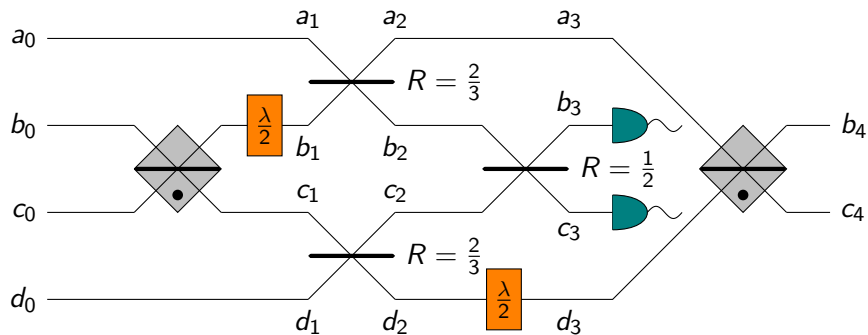 a₀ a₁ a₂ a₃
R = 2/3
b₀ λ/2 b₁ b₂ b₃ b₄
R = 1/2
c₀ c₁ c₂ c₃ c₄
R = 2/3
d₀ d₁ d₂ λ/2 d₃